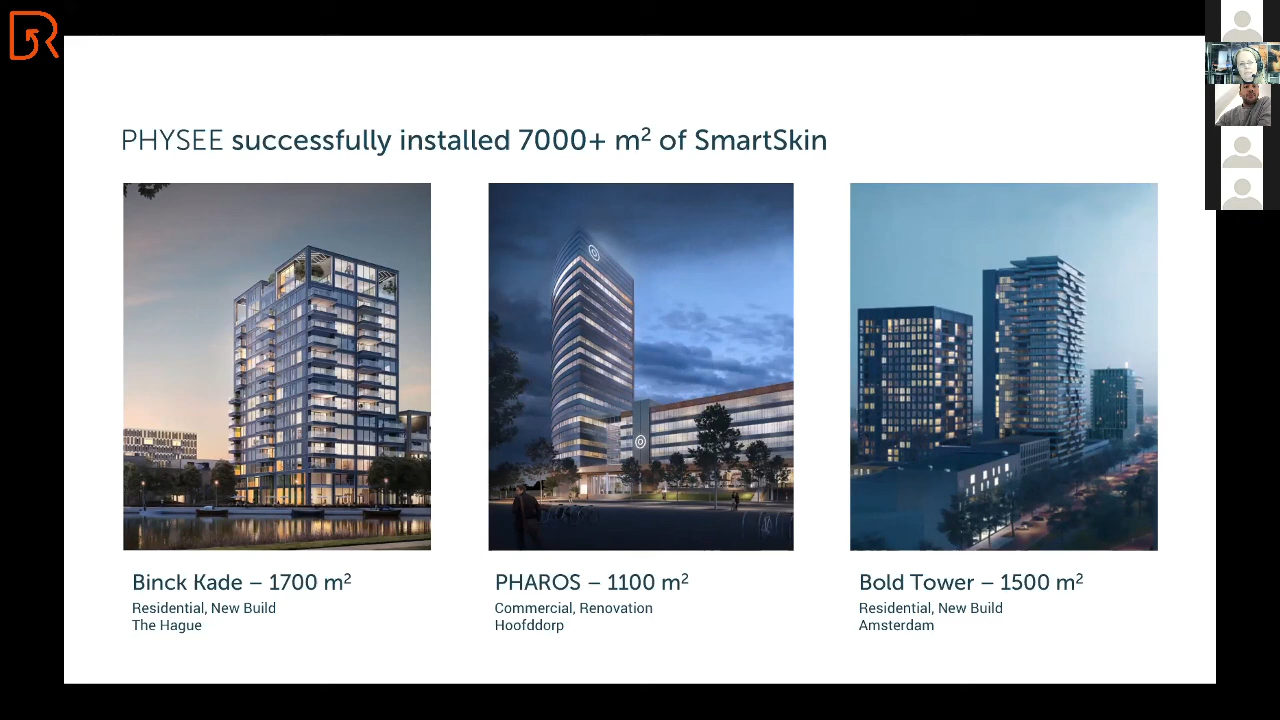 PHYSEE successfully installed 7000+ m² of SmartSkin
Binck Kade – 1700 m²
Residential, New Build
The Hague
PHAROS – 1100 m²
Commercial, Renovation
Hoofddorp
Bold Tower – 1500 m²
Residential, New Build
Amsterdam